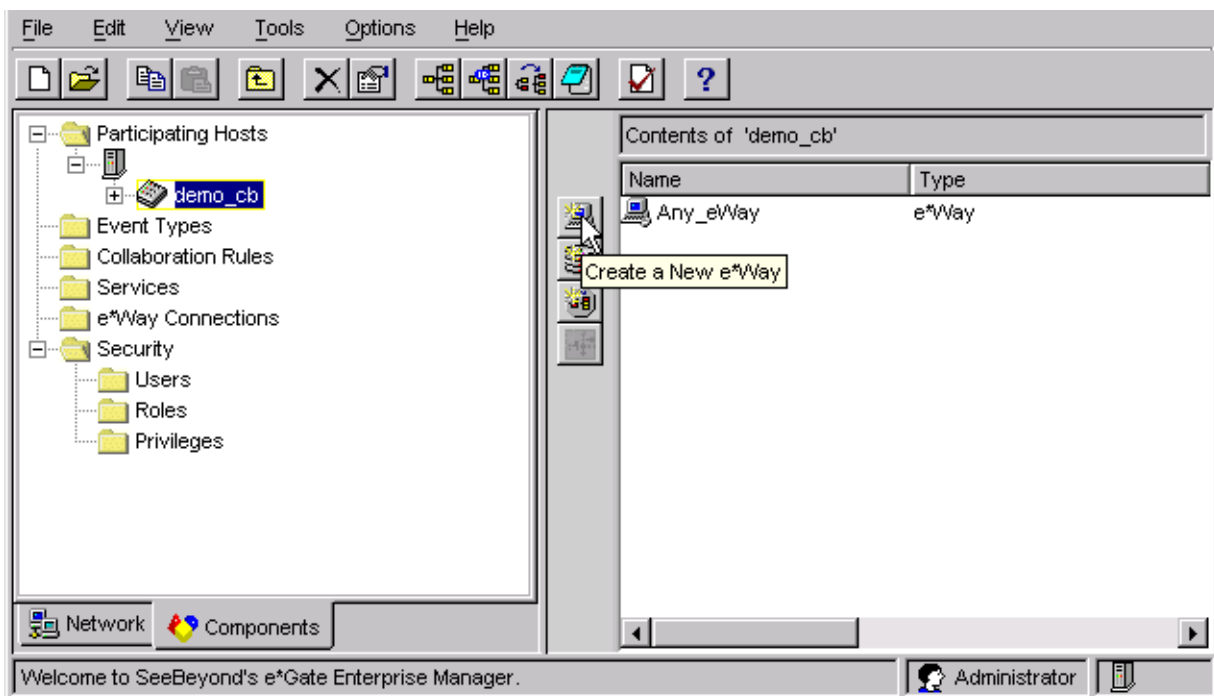 File Edit View Tools Options Help
?
Participating Hosts
demo_cb
Event Types
Collaboration Rules
Services
e*Way Connections
Security
Users
Roles
Privileges
Network Components
Contents of 'demo_cb'
Name Type
Any_eWay e*Way
Create a New e*Way
Welcome to SeeBeyond's e*Gate Enterprise Manager. Administrator